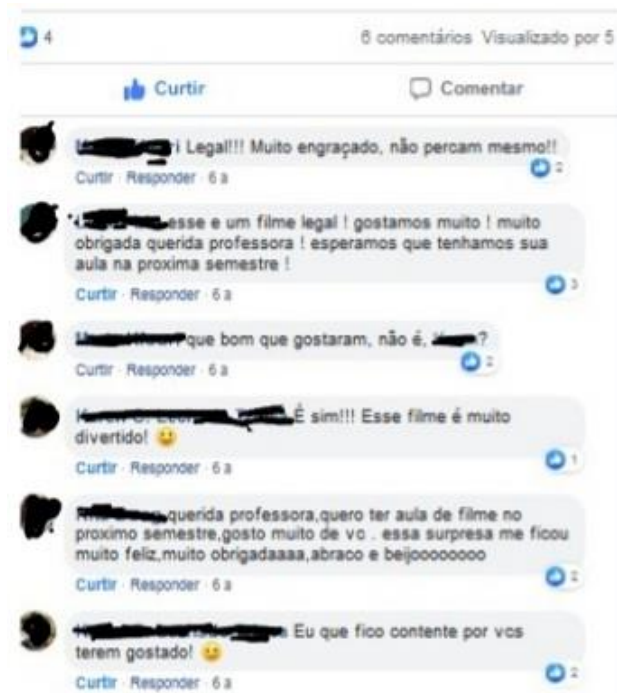 4
6 comentários Visualizado por 5
Curtir Comentar
i Legal!!! Muito engraçado, não percam mesmo!!
2
Curtir · Responder · 6 a
esse e um filme legal ! gostamos muito ! muito
obrigada querida professora ! esperamos que tenhamos sua
aula na proxima semestre !
3
Curtir · Responder · 6 a
que bom que gostaram, não é, ?
2
Curtir · Responder · 6 a
É sim!!! Esse filme é muito
divertido!
1
Curtir · Responder · 6 a
querida professora,quero ter aula de filme no
proximo semestre,gosto muito de vc . essa surpresa me ficou
muito feliz,muito obrigadaaaa,abraco e beijoooooooo
2
Curtir · Responder · 6 a
Eu que fico contente por vcs
terem gostado!
2
Curtir · Responder · 6 a